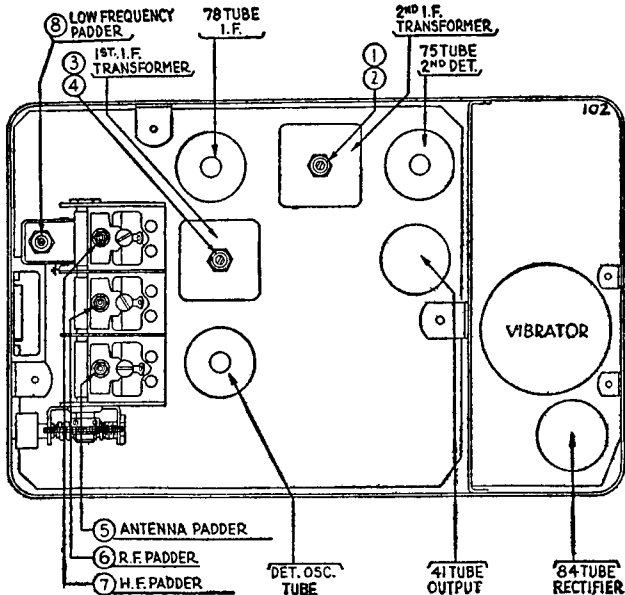 8 LOW FREQUENCY
PADDER
78 TUBE
I.F.
2ND I.F.
TRANSFORMER
3
4
1ST. I.F.
TRANSFORMER
1
2
75 TUBE
2ND DET.
102
VIBRATOR
5 ANTENNA PADDER
6 R.F. PADDER
7 H.F. PADDER
DET. OSC.
TUBE
41 TUBE
OUTPUT
84 TUBE
RECTIFIER